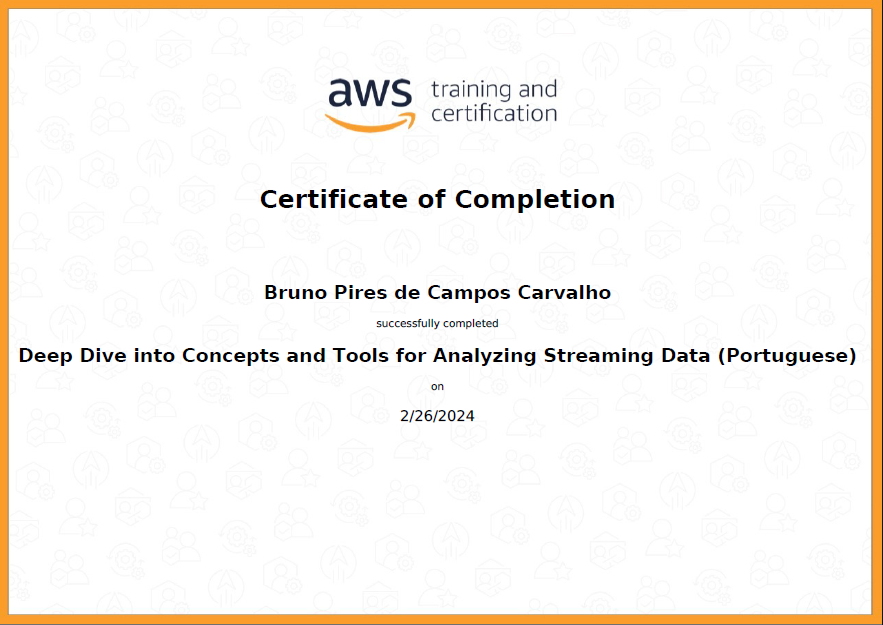 aws training and
certification
Certificate of Completion
Bruno Pires de Campos Carvalho
successfully completed
Deep Dive into Concepts and Tools for Analyzing Streaming Data (Portuguese)
on
2/26/2024